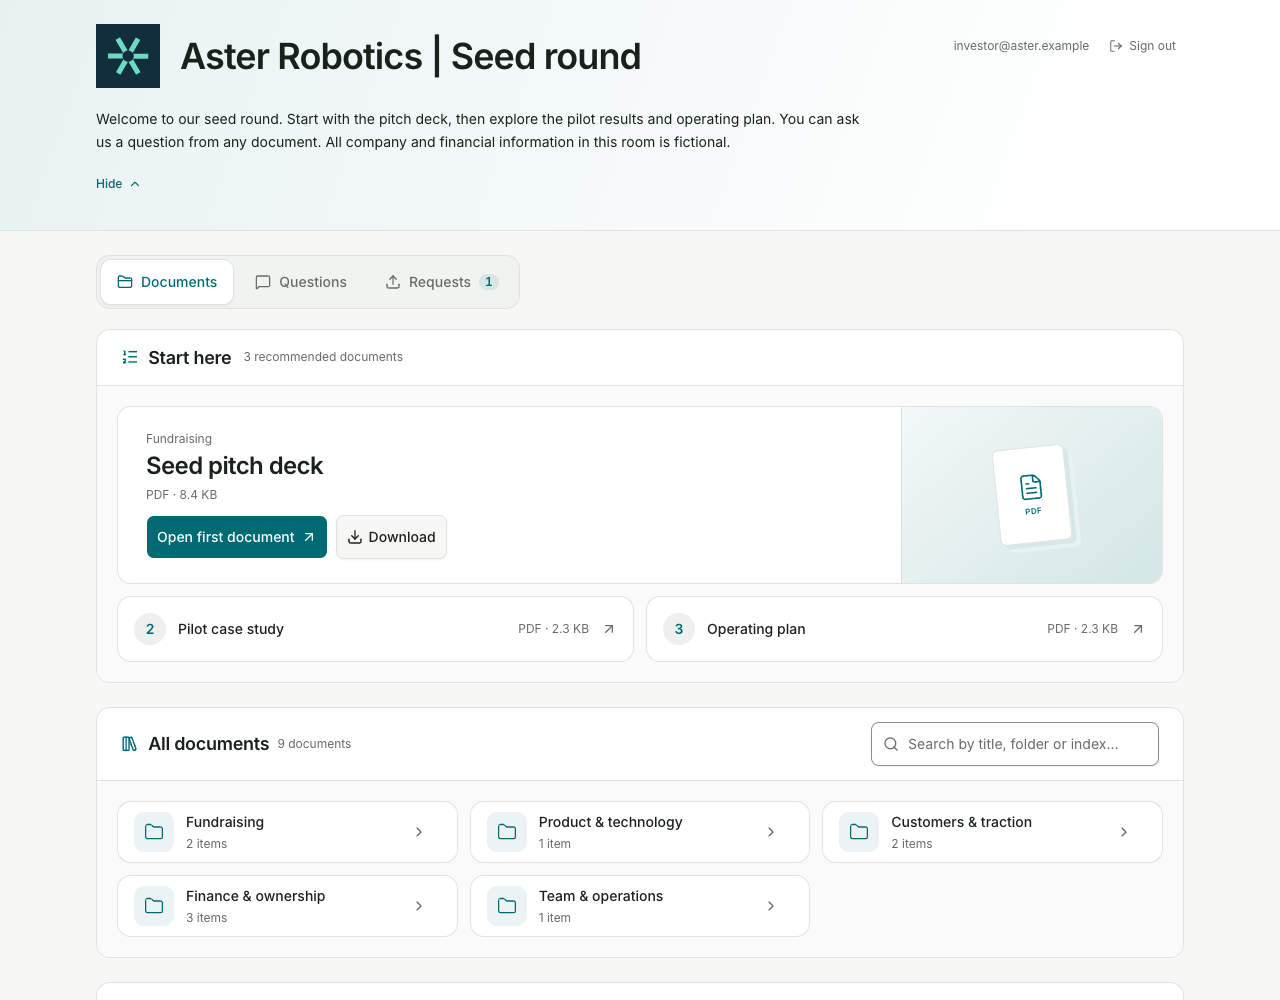 Aster Robotics | Seed round
investor@aster.example
Sign out
Welcome to our seed round. Start with the pitch deck, then explore the pilot results and operating plan. You can ask
us a question from any document. All company and financial information in this room is fictional.
Hide
Documents
Questions
Requests 1
Start here
3 recommended documents
Fundraising
Seed pitch deck
PDF · 8.4 KB
Open first document
Download
PDF
2 Pilot case study PDF · 2.3 KB
3 Operating plan PDF · 2.3 KB
All documents
9 documents
Search by title, folder or index...
Fundraising
2 items
Product & technology
1 item
Customers & traction
2 items
Finance & ownership
3 items
Team & operations
1 item